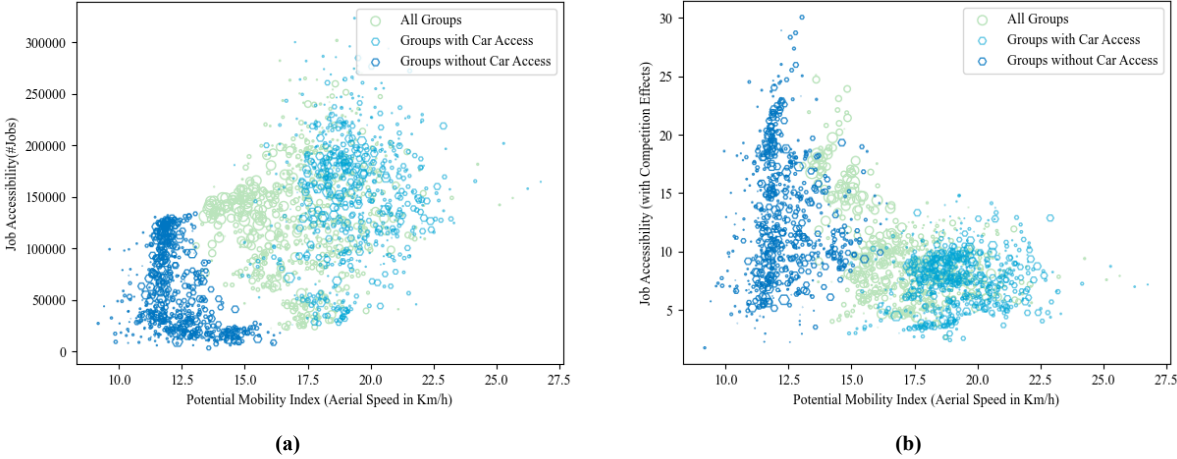 All Groups
Groups with Car Access
Groups without Car Access
Job Accessibility(#Jobs)
300000
250000
200000
150000
100000
50000
0
10.0 12.5 15.0 17.5 20.0 22.5 25.0 27.5
Potential Mobility Index (Aerial Speed in Km/h)
(a)
All Groups
Groups with Car Access
Groups without Car Access
Job Accessibility (with Competition Effects)
30
25
20
15
10
5
10.0 12.5 15.0 17.5 20.0 22.5 25.0 27.5
Potential Mobility Index (Aerial Speed in Km/h)
(b)